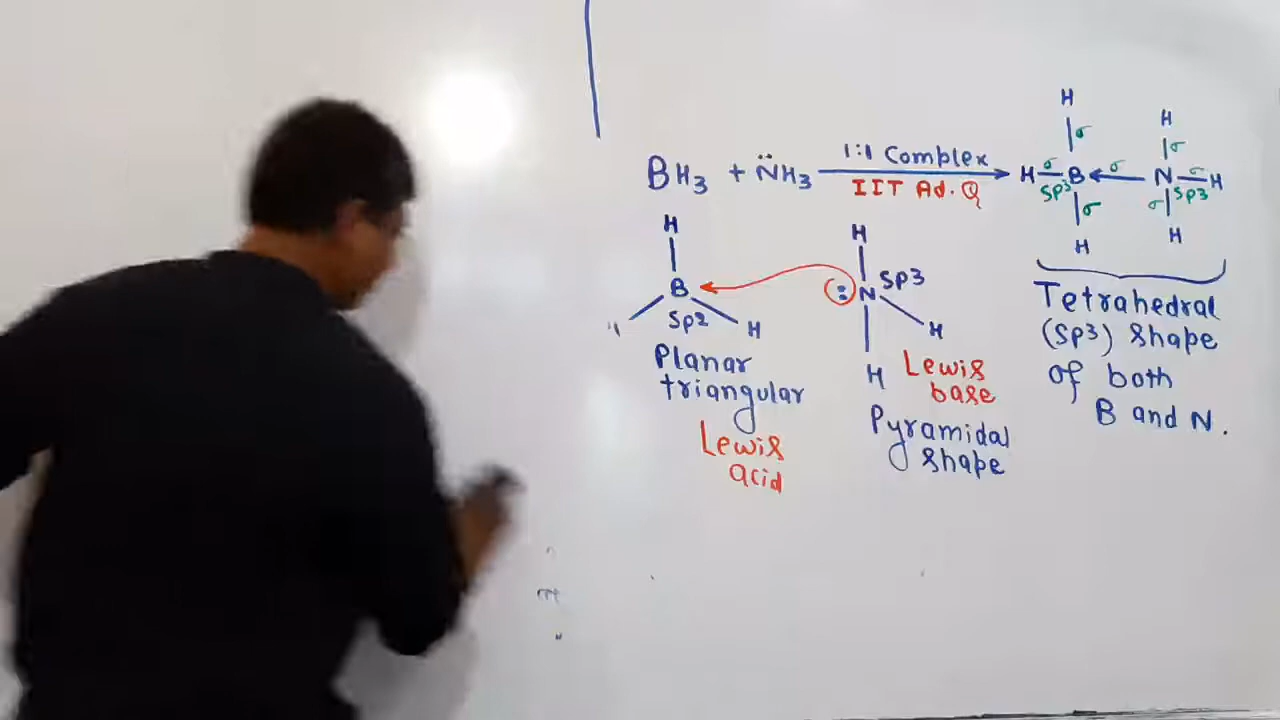 BH3 + N̈H3 1:1 Complex
IIT Ad. Q
H
σ
H σ B σ N σ H
sp3 σ
H
H
σ
sp3 σ
H
H
B
sp2 H
Planar
triangular
Lewis
acid
H
: N sp3
H
H
Lewis
base
Pyramidal
shape
Tetrahedral
(sp3) shape
of both
B and N.